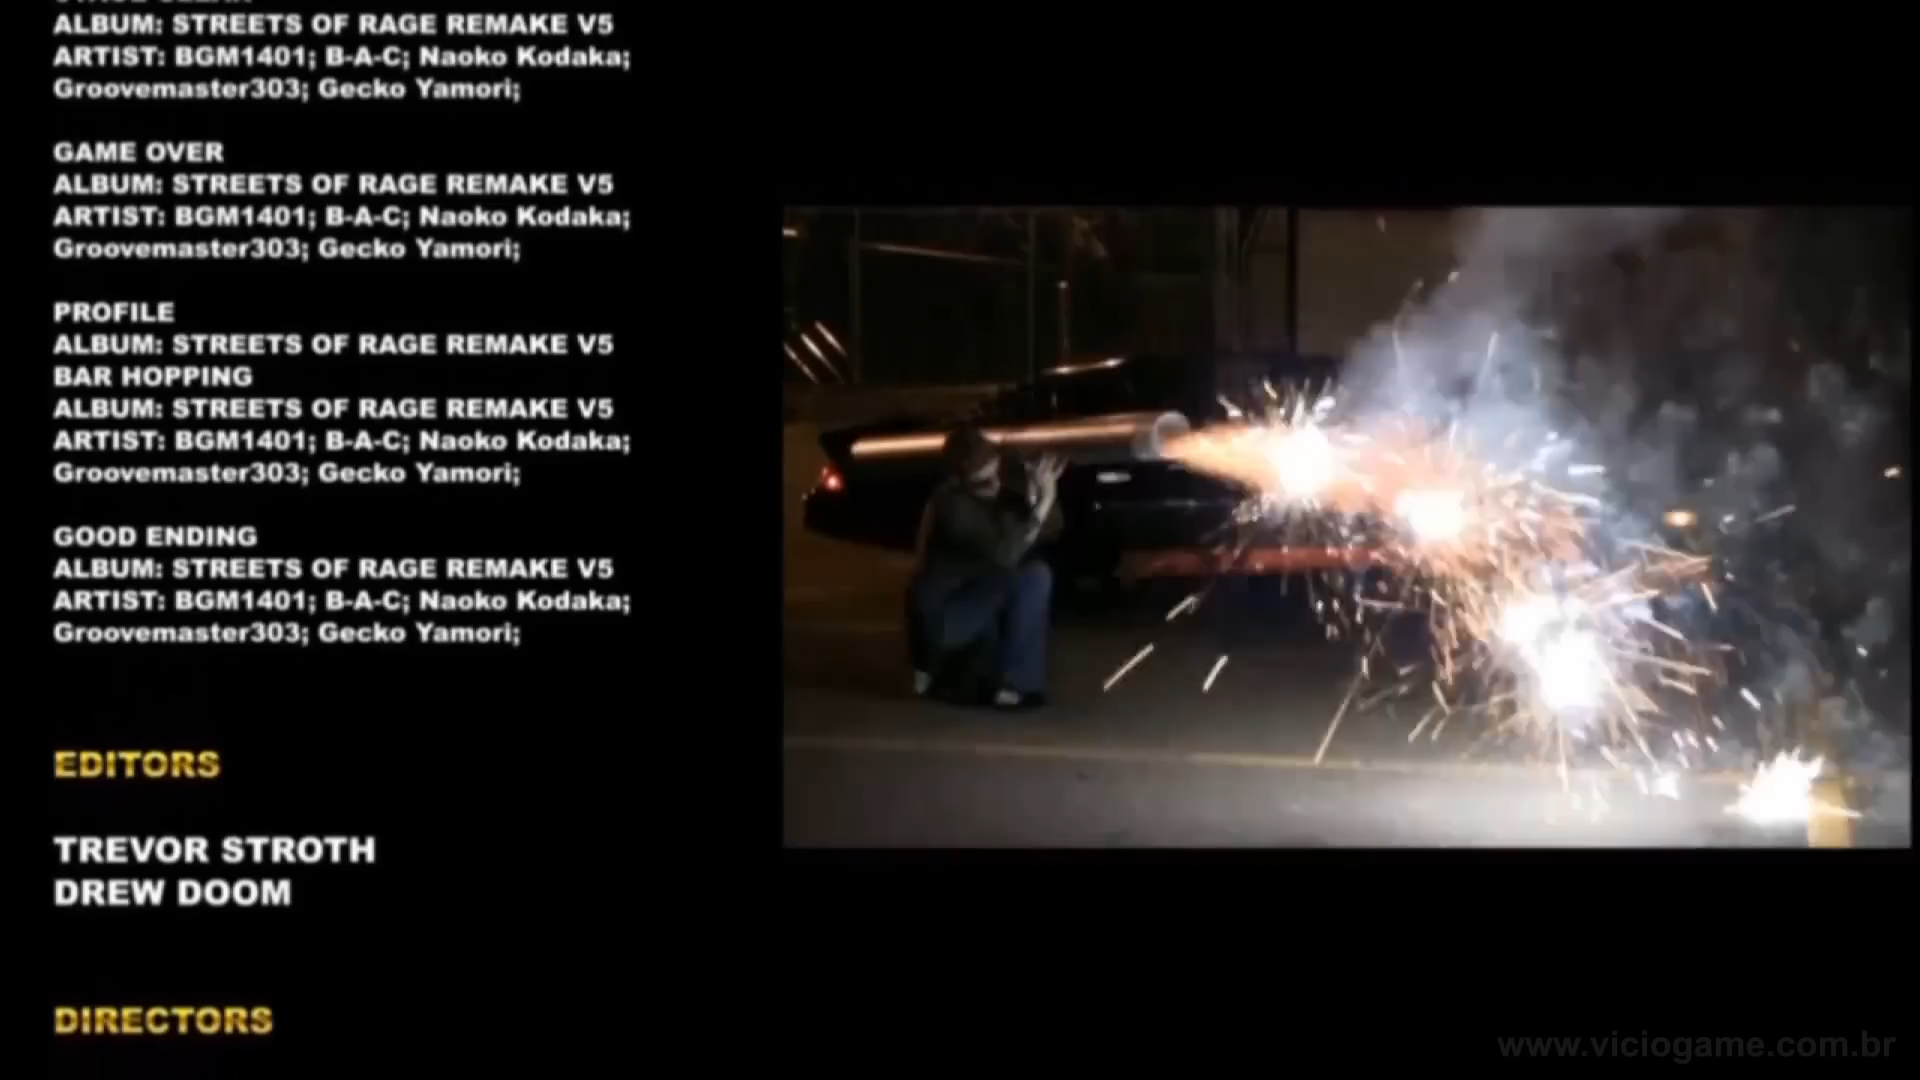 ALBUM: STREETS OF RAGE REMAKE V5
ARTIST: BGM1401; B-A-C; Naoko Kodaka;
Groovemaster303; Gecko Yamori;
GAME OVER
ALBUM: STREETS OF RAGE REMAKE V5
ARTIST: BGM1401; B-A-C; Naoko Kodaka;
Groovemaster303; Gecko Yamori;
PROFILE
ALBUM: STREETS OF RAGE REMAKE V5
BAR HOPPING
ALBUM: STREETS OF RAGE REMAKE V5
ARTIST: BGM1401; B-A-C; Naoko Kodaka;
Groovemaster303; Gecko Yamori;
GOOD ENDING
ALBUM: STREETS OF RAGE REMAKE V5
ARTIST: BGM1401; B-A-C; Naoko Kodaka;
Groovemaster303; Gecko Yamori;
EDITORS
TREVOR STROTH
DREW DOOM
DIRECTORS
www.viciogame.com.br